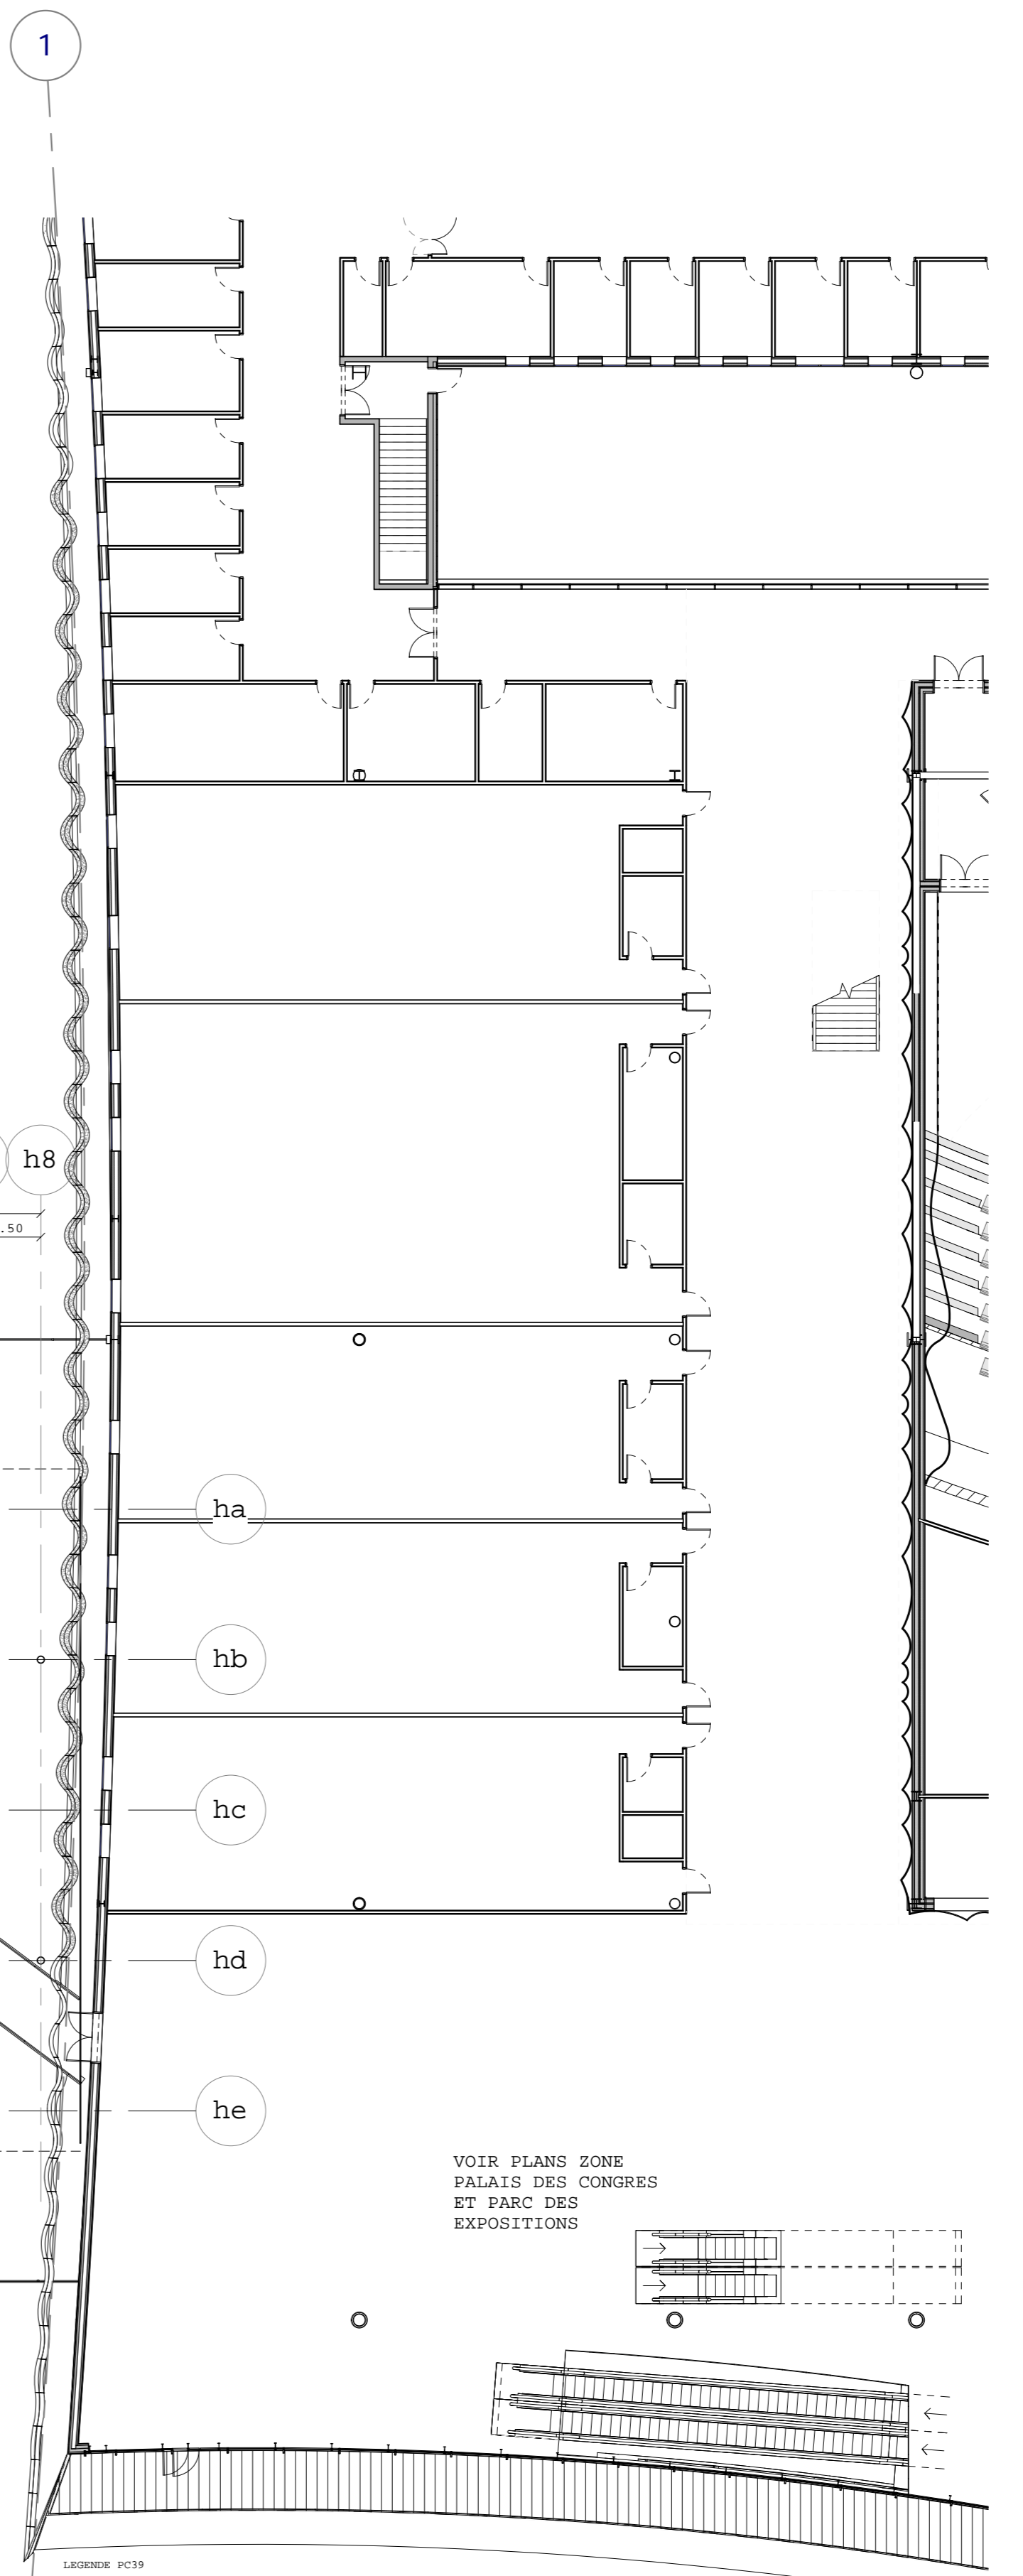 1
h8
.50
ha
hb
hc
hd
he
VOIR PLANS ZONE
PALAIS DES CONGRES
ET PARC DES
EXPOSITIONS
LEGENDE PC39